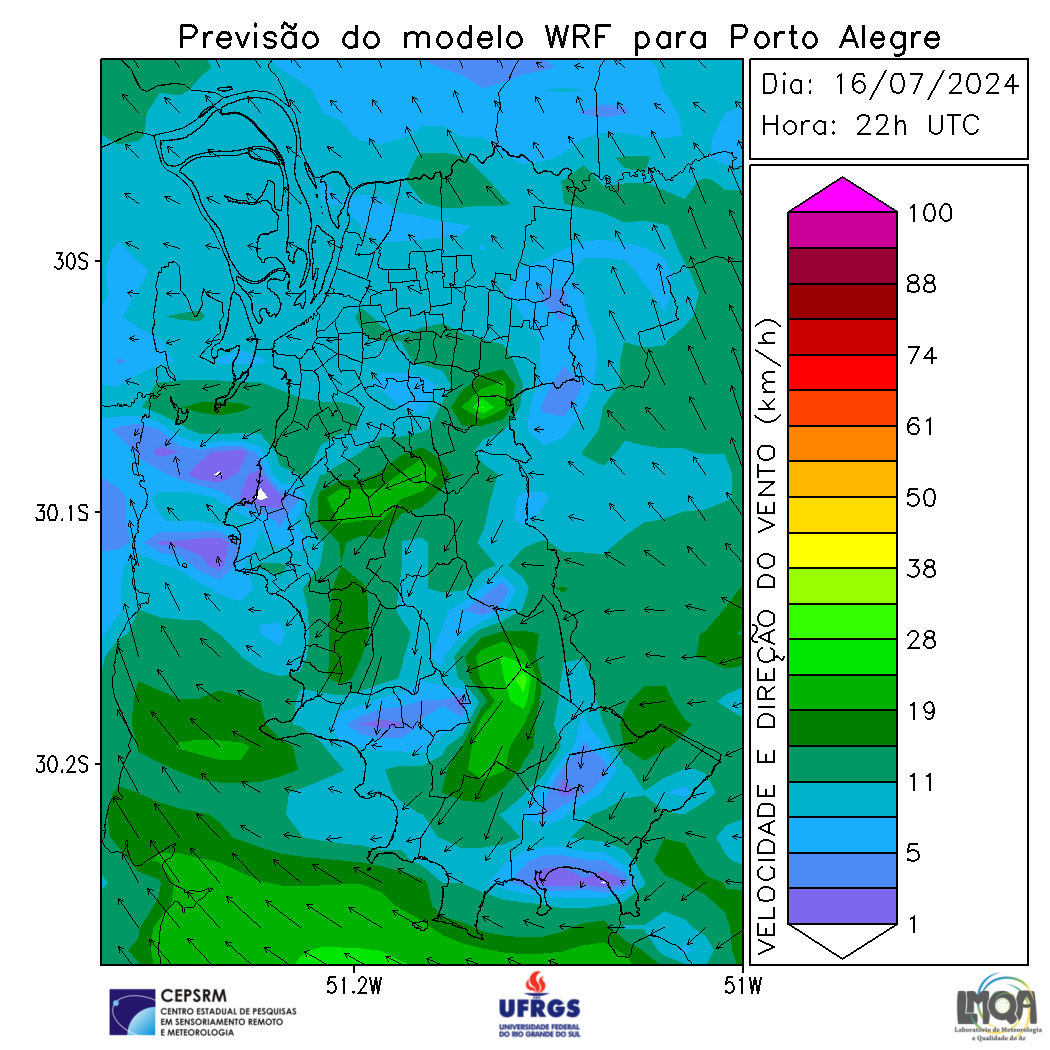 Previsão do modelo WRF para Porto Alegre
Dia: 16/07/2024
Hora: 22h UTC
30S
30.1S
30.2S
51.2W
51W
VELOCIDADE E DIREÇÃO DO VENTO (km/h)
100
88
74
61
50
38
28
19
11
5
1
CEPSRM
CENTRO ESTADUAL DE PESQUISAS
EM SENSORIAMENTO REMOTO
E METEOROLOGIA
UFRGS
UNIVERSIDADE FEDERAL
DO RIO GRANDE DO SUL
LMQA
Laboratório de Meteorologia
e Qualidade do Ar